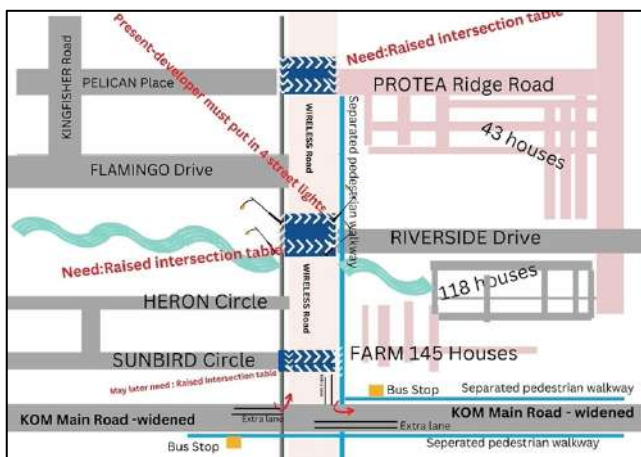 Need:Raised intersection table
Present-developer must put in 4 street lights
KINGFISHER Road
PELICAN Place
PROTEA Ridge Road
WIRELESS Road
Separated pedestrian walkway
43 houses
FLAMINGO Drive
RIVERSIDE Drive
Need:Raised intersection table
WIRELESS Road
118 houses
HERON Circle
SUNBIRD Circle
FARM 145 Houses
May later need : Raised Intersection table
Bus Stop
Separated pedestrian walkway
KOM Main Road - widened
Extra lane
KOM Main Road - widened
Extra lane
Bus Stop
Seperated pedestrian walkway